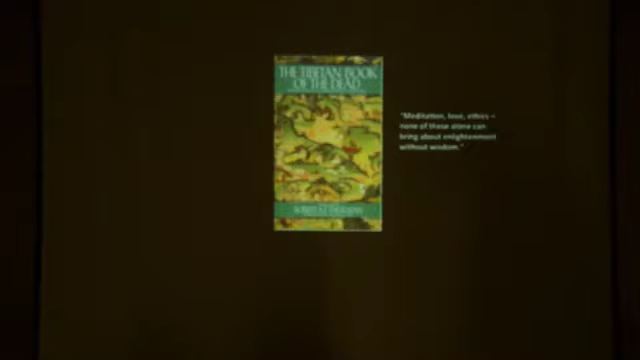 THE TIBETAN BOOK
OF THE DEAD
"Meditation, love, ethics –
none of these alone can
bring about enlightenment
without wisdom."